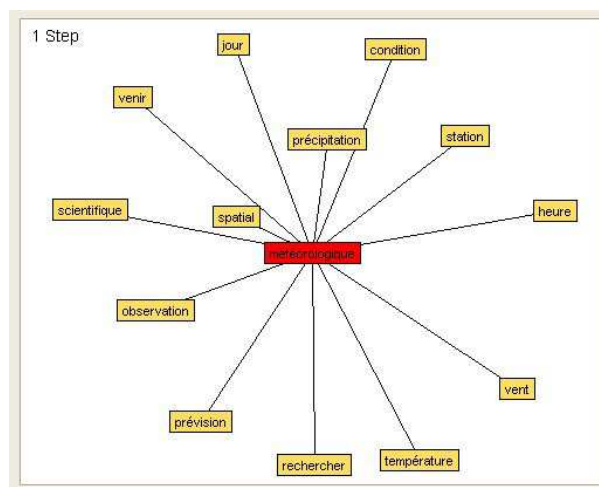 1 Step
jour
condition
venir
précipitation
station
scientifique
spatial
heure
météorologique
observation
vent
prévision
rechercher
température